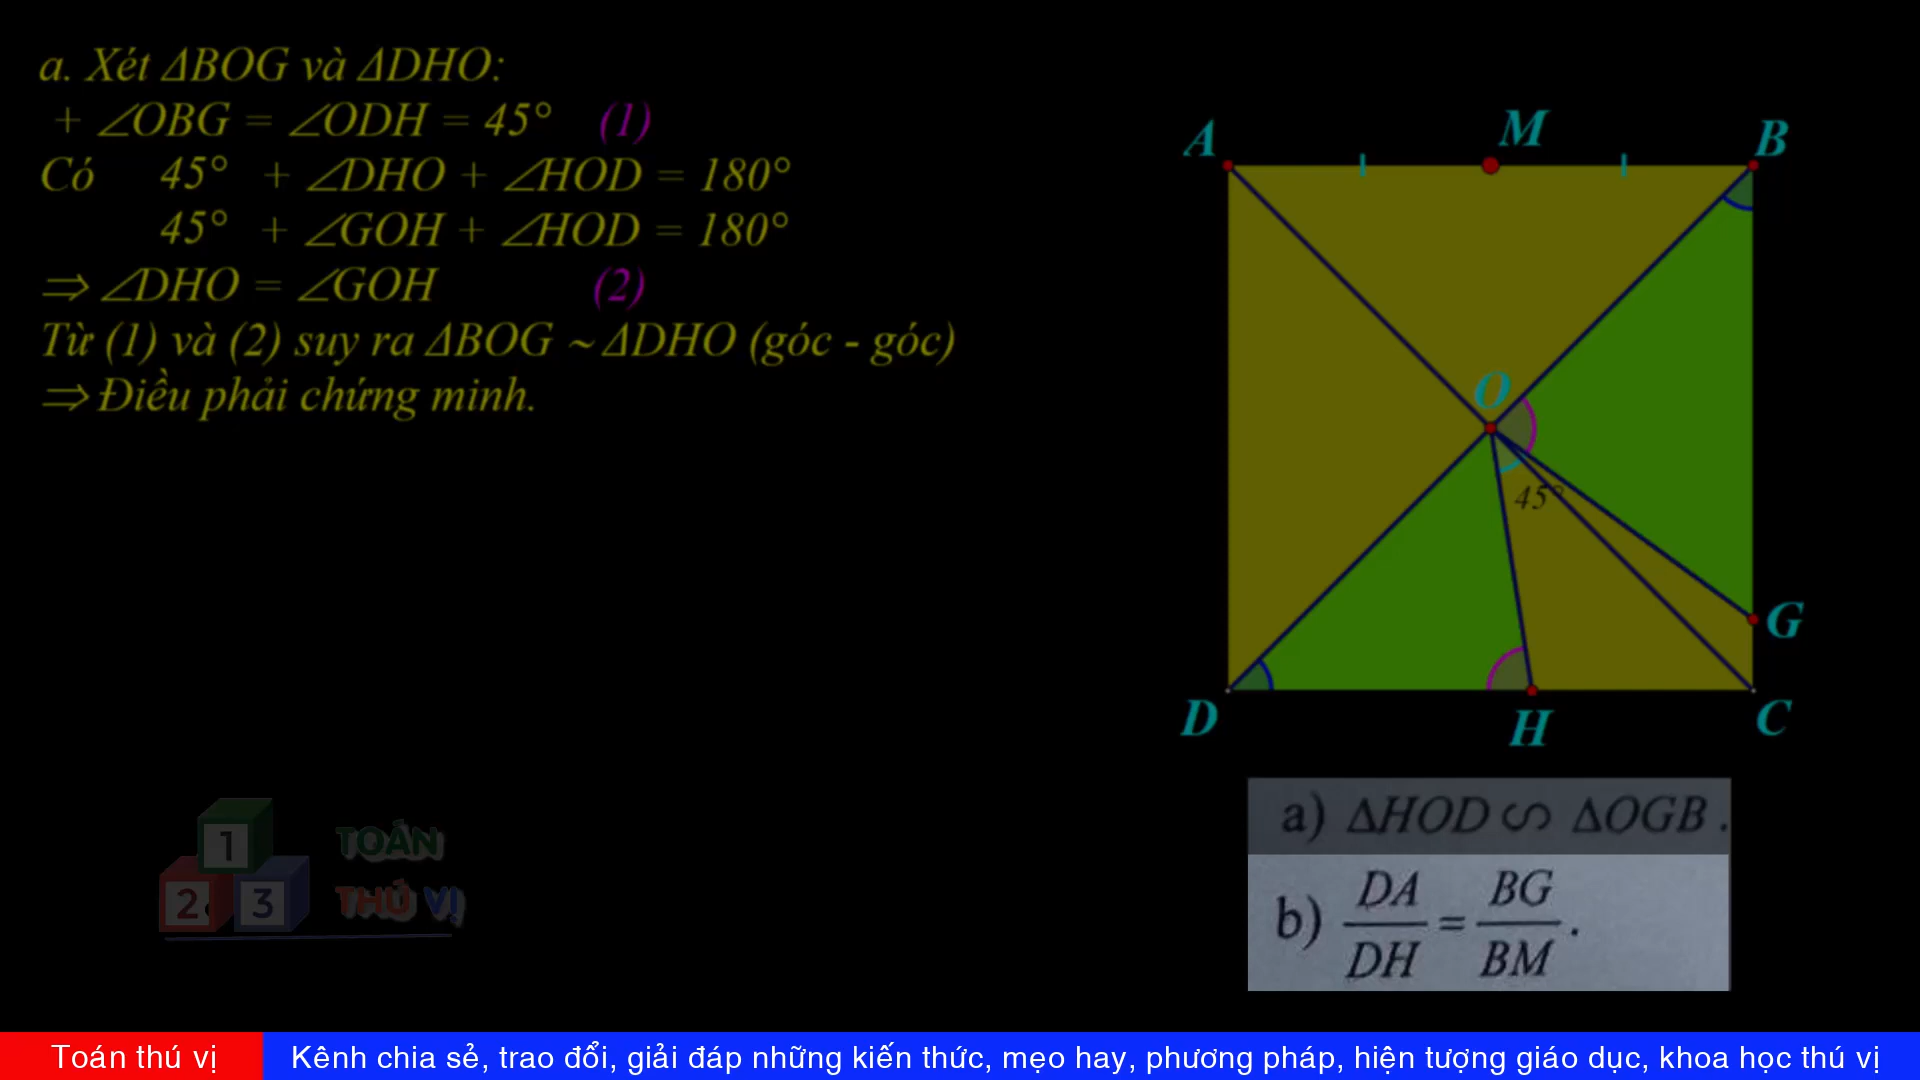 a. Xét ΔBOG và ΔDHO:
+ ∠OBG = ∠ODH = 45° (1)
Có 45° + ∠DHO + ∠HOD = 180°
45° + ∠GOH + ∠HOD = 180°
⇒ ∠DHO = ∠GOH (2)
Từ (1) và (2) suy ra ΔBOG ~ ΔDHO (góc - góc)
⇒ Điều phải chứng minh.
A M B
O
45°
G
D H C
a) ΔHOD ∽ ΔOGB .
b) DA/DH = BG/BM .
1
2 3
TOÁN
THÚ VỊ
Toán thú vị
Kênh chia sẻ, trao đổi, giải đáp những kiến thức, mẹo hay, phương pháp, hiện tượng giáo dục, khoa học thú vị